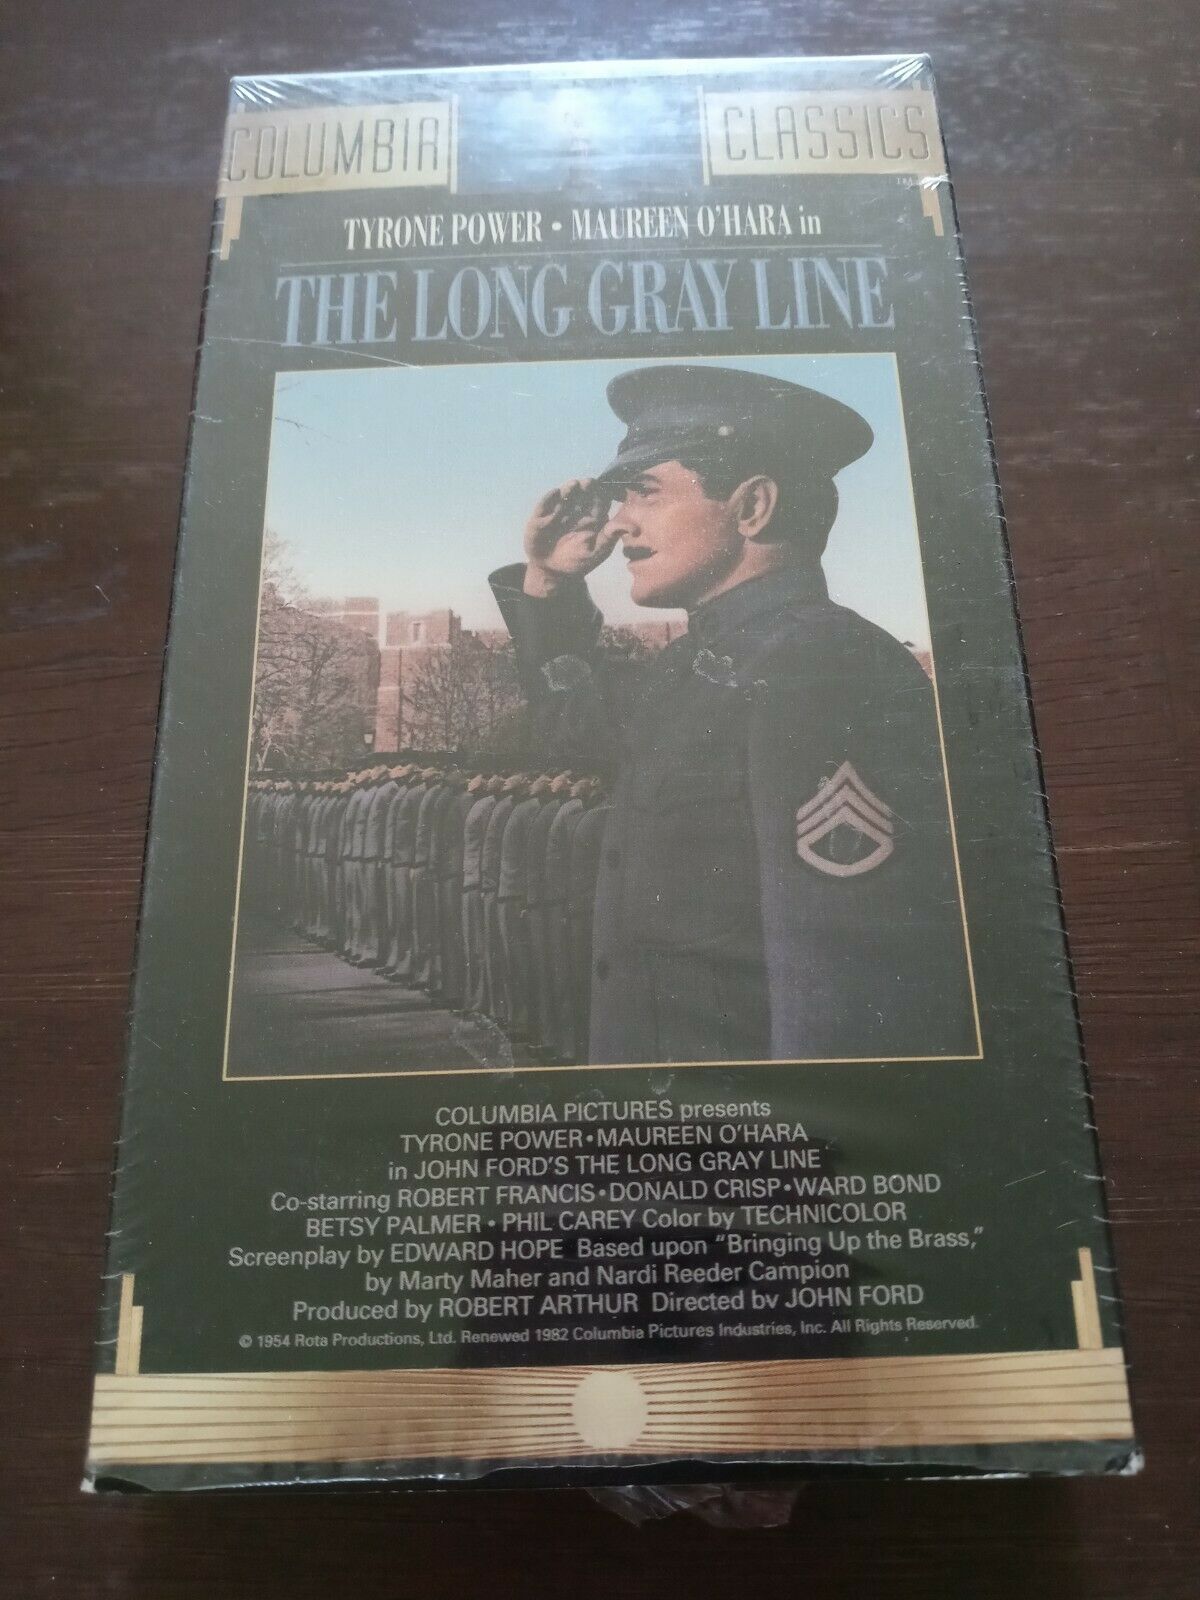 COLUMBIA CLASSICS
TYRONE POWER • MAUREEN O'HARA in
THE LONG GRAY LINE
COLUMBIA PICTURES presents
TYRONE POWER • MAUREEN O'HARA
in JOHN FORD'S THE LONG GRAY LINE
Co-starring ROBERT FRANCIS • DONALD CRISP • WARD BOND
BETSY PALMER • PHIL CAREY Color by TECHNICOLOR
Screenplay by EDWARD HOPE Based upon "Bringing Up the Brass,"
by Marty Maher and Nardi Reeder Campion
Produced by ROBERT ARTHUR Directed by JOHN FORD
© 1954 Rota Productions, Ltd. Renewed 1982 Columbia Pictures Industries, Inc. All Rights Reserved.